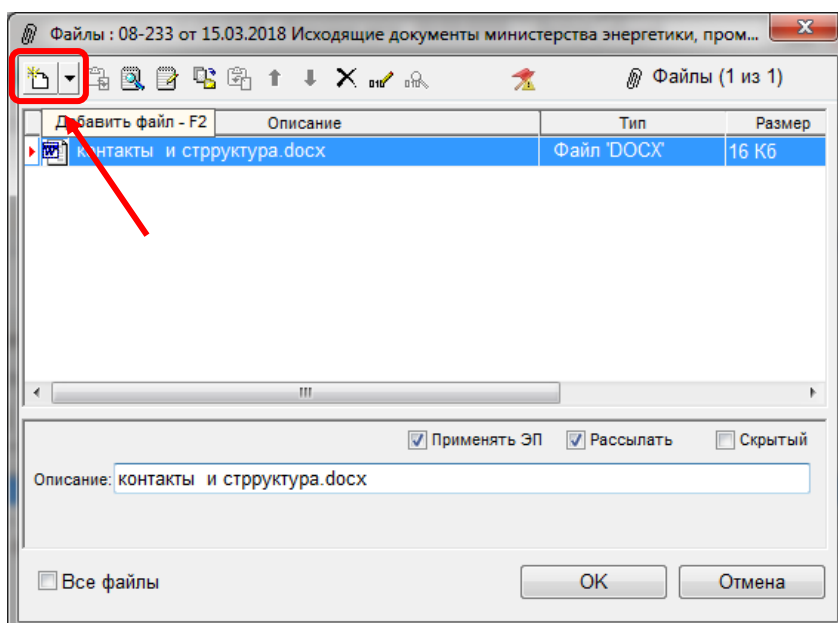 Файлы : 08-233 от 15.03.2018 Исходящие документы министерства энергетики, пром...
Файлы (1 из 1)
Добавить файл - F2 Описание Тип Размер
контакты и стрруктура.docx Файл 'DOCX' 16 Кб
Применять ЭП Рассылать Скрытый
Описание: контакты и стрруктура.docx
Все файлы OK Отмена